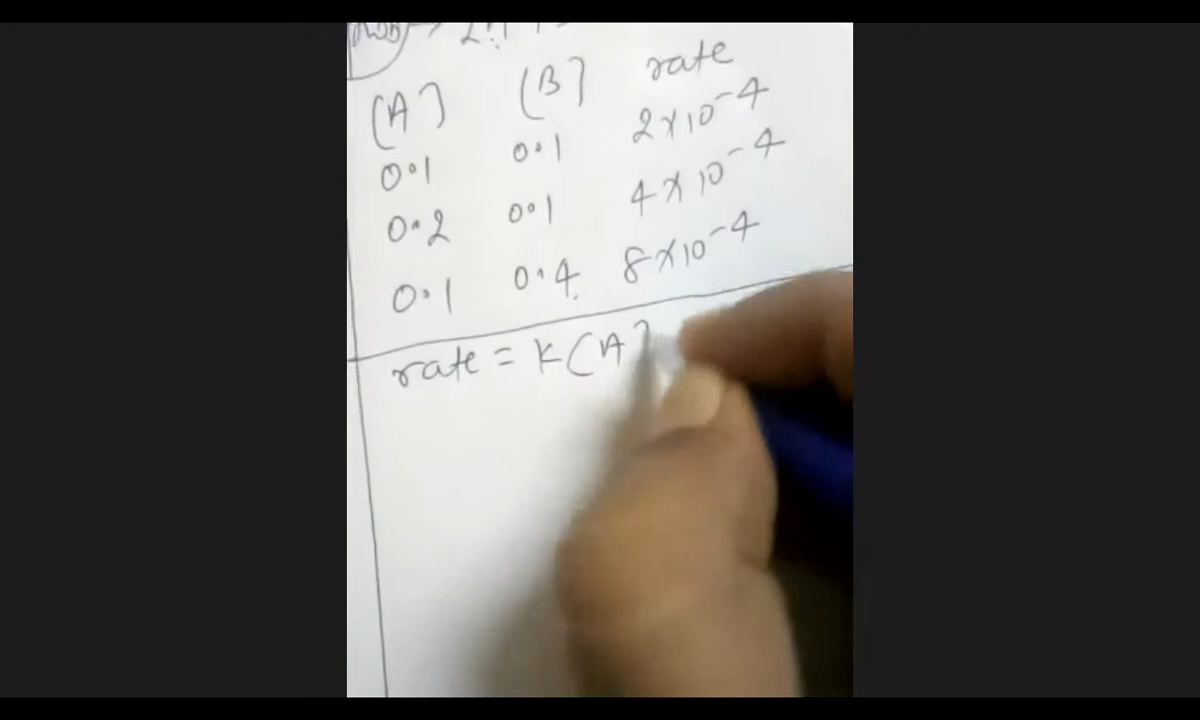 (A] (B] rate
0.1 0.1 2×10⁻⁴
0.2 0.1 4×10⁻⁴
0.1 0.4 8×10⁻⁴
rate = K(A]